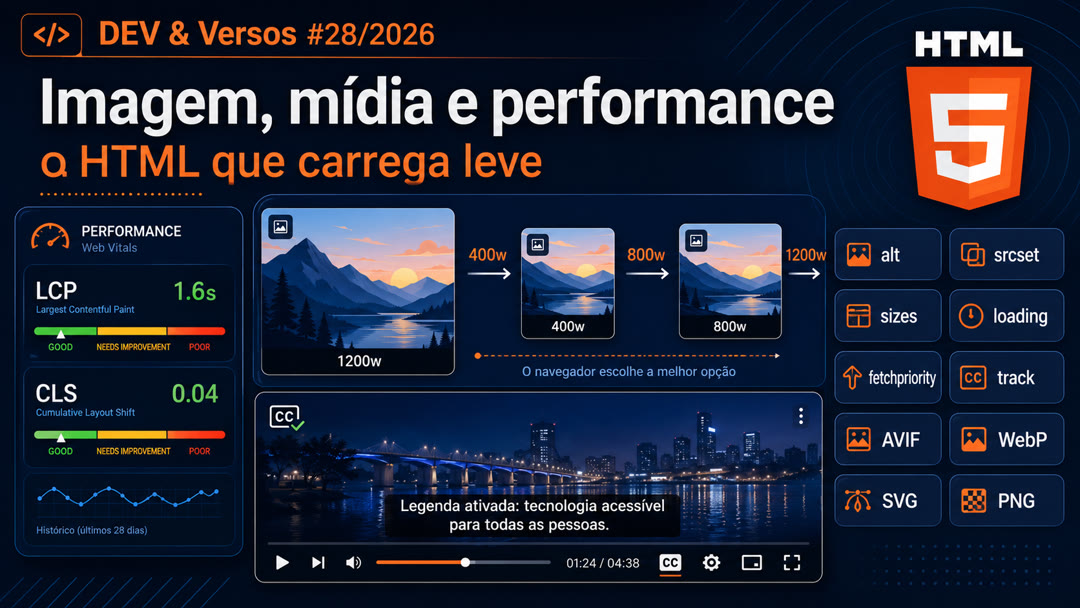 </> DEV & Versos #28/2026
Imagem, mídia e performance
o HTML que carrega leve
HTML
5
PERFORMANCE
Web Vitals
LCP
1.6s
Largest Contentful Paint
GOOD
NEEDS IMPROVEMENT
POOR
CLS
0.04
Cumulative Layout Shift
GOOD
NEEDS IMPROVEMENT
POOR
Histórico (últimos 28 dias)
1200w
400w
400w
800w
800w
1200w
O navegador escolhe a melhor opção
CC
Legenda ativada: tecnologia acessível
para todas as pessoas.
01:24 / 04:38
CC
alt
srcset
sizes
loading
fetchpriority
CC track
AVIF
WebP
SVG
PNG